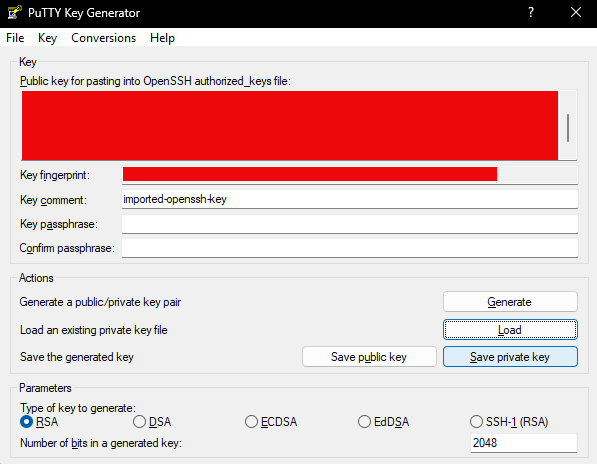 PuTTY Key Generator
?
File Key Conversions Help
Key
Public key for pasting into OpenSSH authorized_keys file:
Key fingerprint:
Key comment: imported-openssh-key
Key passphrase:
Confirm passphrase:
Actions
Generate a public/private key pair Generate
Load an existing private key file Load
Save the generated key Save public key Save private key
Parameters
Type of key to generate:
RSA DSA ECDSA EdDSA SSH-1 (RSA)
Number of bits in a generated key: 2048